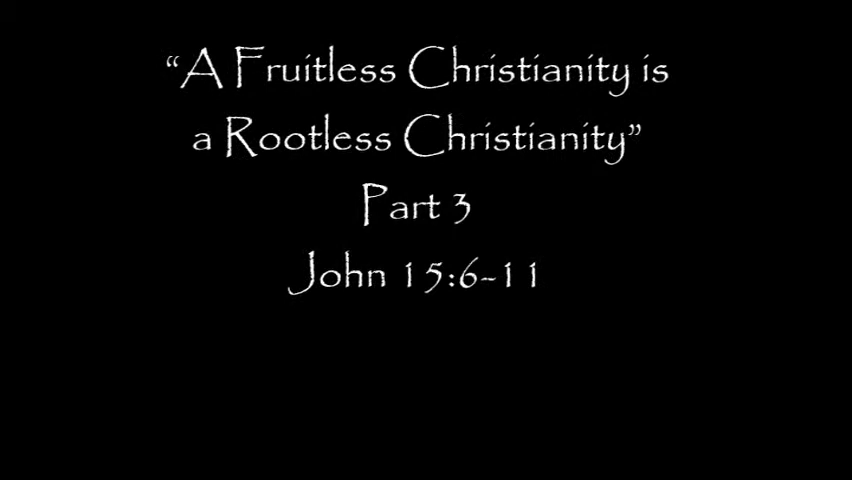 “A Fruitless Christianity is
a Rootless Christianity”
Part 3
John 15:6-11